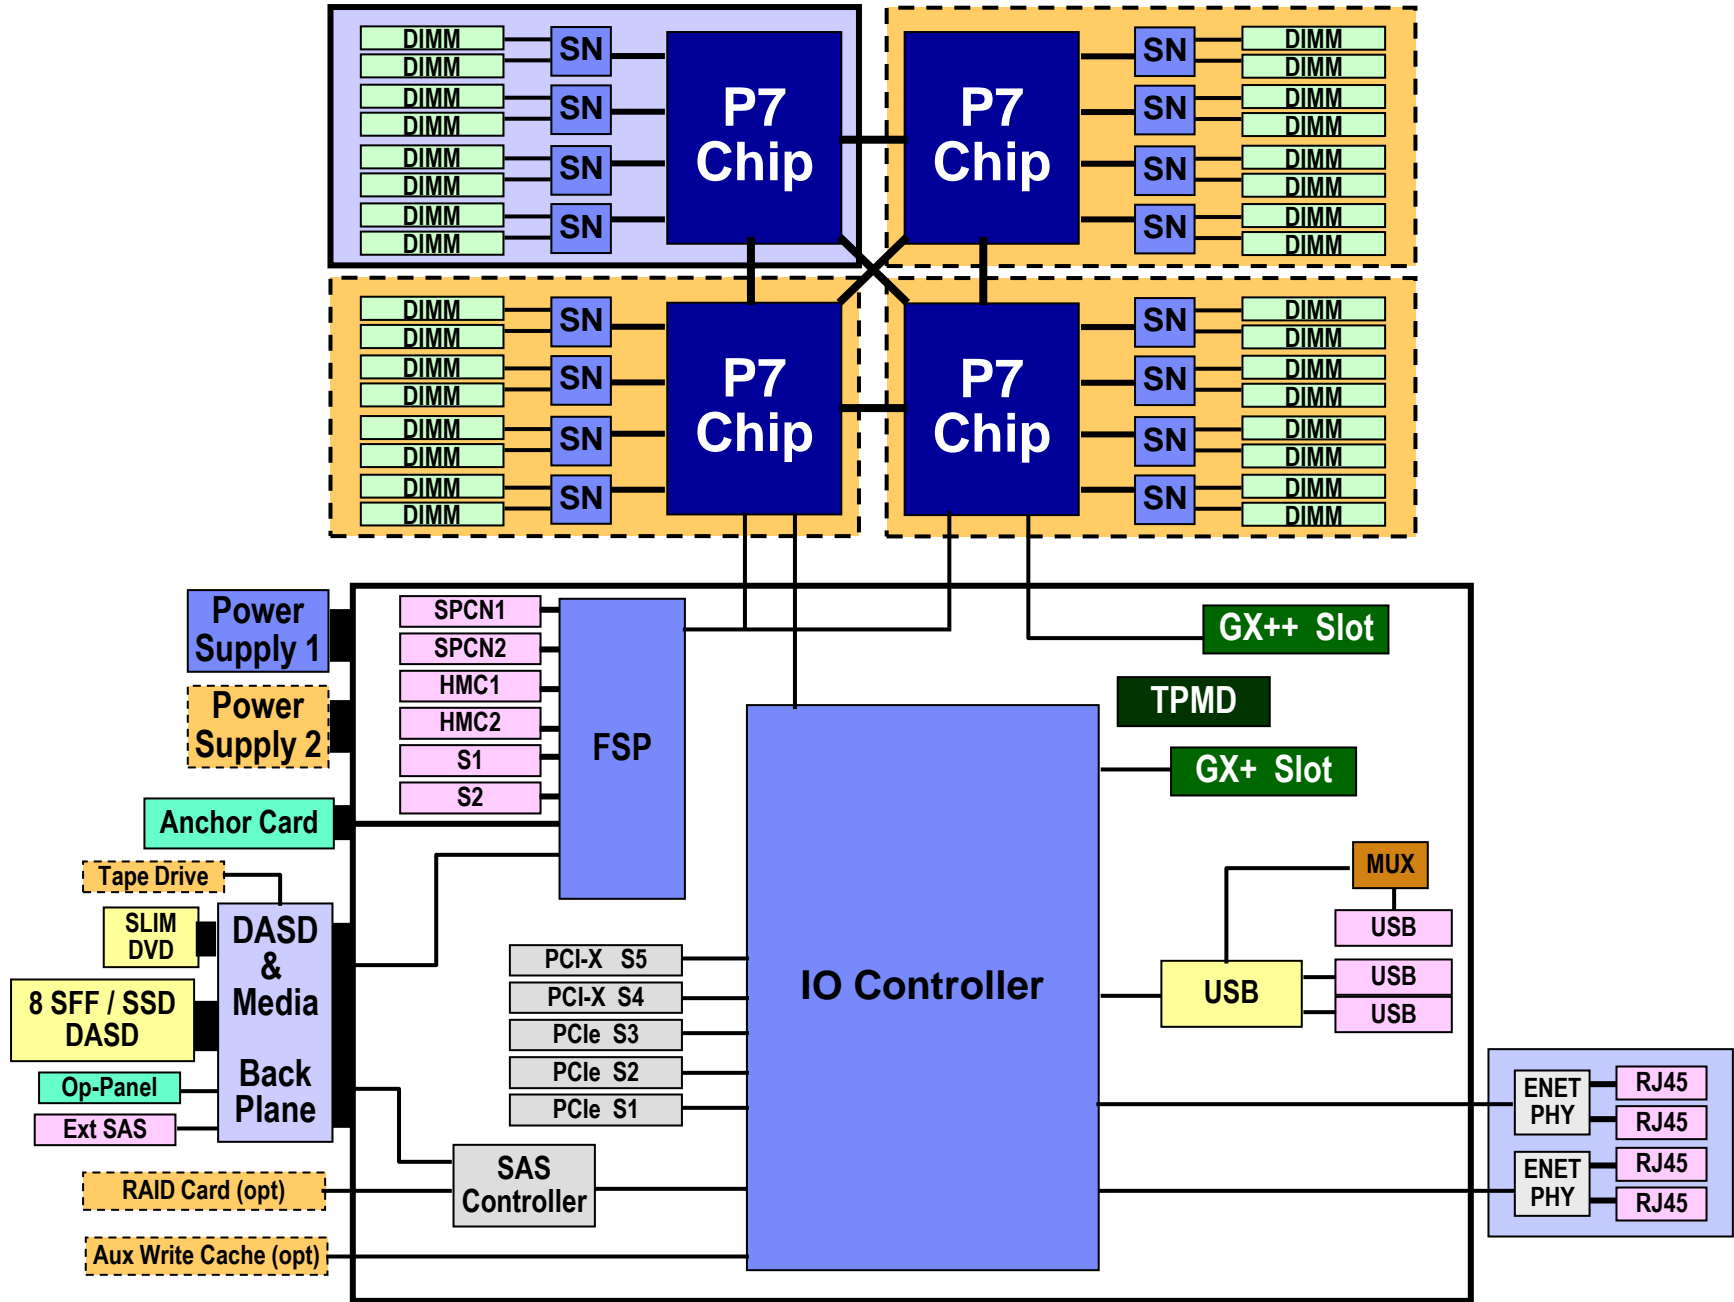 DIMM
DIMM
SN
DIMM
DIMM
SN
DIMM
DIMM
SN
DIMM
DIMM
SN
P7
Chip
P7
Chip
SN
DIMM
DIMM
SN
DIMM
DIMM
SN
DIMM
DIMM
SN
DIMM
DIMM
DIMM
DIMM
SN
DIMM
DIMM
SN
DIMM
DIMM
SN
DIMM
DIMM
SN
P7
Chip
P7
Chip
SN
DIMM
DIMM
SN
DIMM
DIMM
SN
DIMM
DIMM
SN
DIMM
DIMM
Power
Supply 1
Power
Supply 2
Anchor Card
Tape Drive
SLIM
DVD
8 SFF / SSD
DASD
Op-Panel
Ext SAS
DASD
&
Media
Back
Plane
RAID Card (opt)
Aux Write Cache (opt)
SPCN1
SPCN2
HMC1
HMC2
S1
S2
FSP
PCI-X S5
PCI-X S4
PCIe S3
PCIe S2
PCIe S1
SAS
Controller
IO Controller
GX++ Slot
TPMD
GX+ Slot
MUX
USB
USB
USB
USB
ENET
PHY
RJ45
RJ45
ENET
PHY
RJ45
RJ45